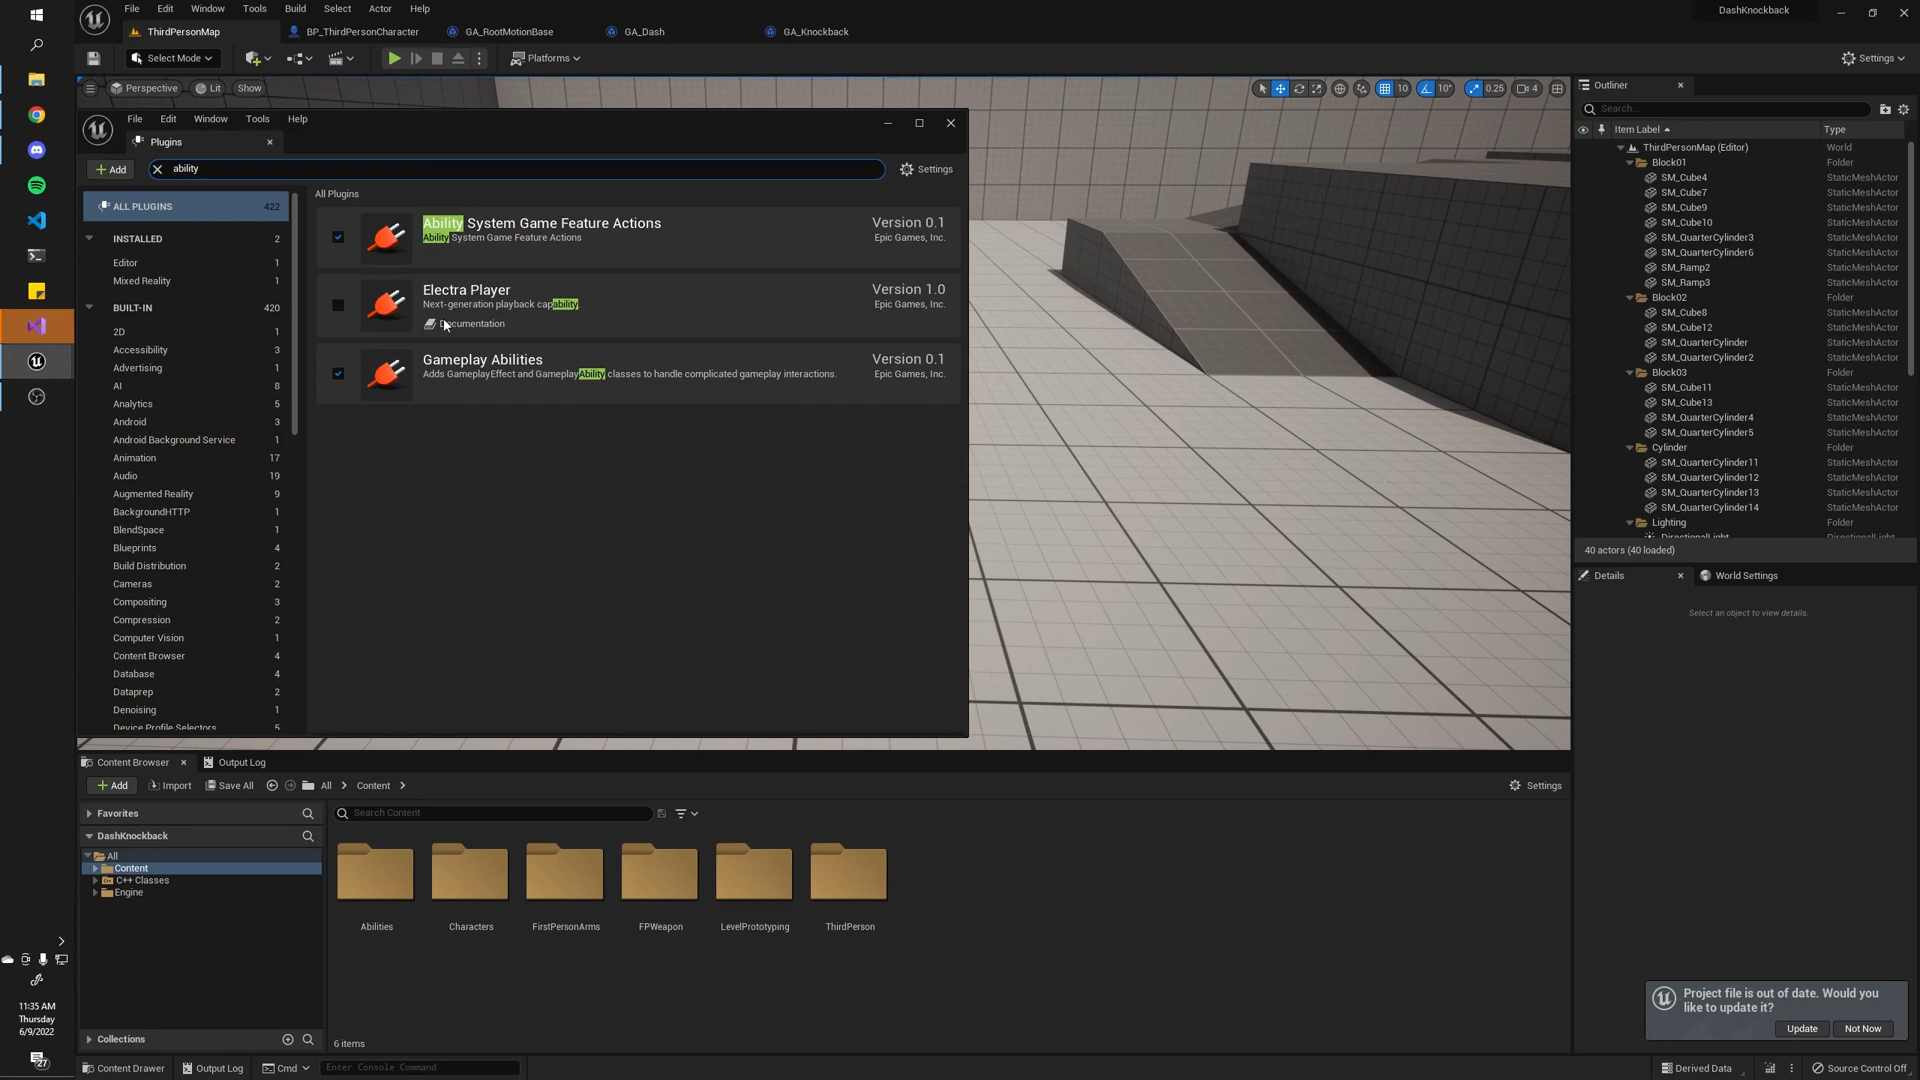 File Edit Window Tools Build Select Actor Help
DashKnockback
ThirdPersonMap
BP_ThirdPersonCharacter
GA_RootMotionBase
GA_Dash
GA_Knockback
Select Mode
Platforms
Settings
Perspective
Lit
Show
10
10°
0.25
4
File Edit Window Tools Help
Plugins
Add
ability
Settings
ALL PLUGINS 422
INSTALLED 2
Editor 1
Mixed Reality 1
BUILT-IN 420
2D 1
Accessibility 3
Advertising 1
AI 8
Analytics 5
Android 3
Android Background Service 1
Animation 17
Audio 19
Augmented Reality 9
BackgroundHTTP 1
BlendSpace 1
Blueprints 4
Build Distribution 2
Cameras 2
Compositing 3
Compression 2
Computer Vision 1
Content Browser 4
Database 4
Dataprep 2
Denoising 1
Device Profile Selectors 5
All Plugins
Ability System Game Feature Actions
Ability System Game Feature Actions
Version 0.1
Epic Games, Inc.
Electra Player
Next-generation playback capability.
Documentation
Version 1.0
Epic Games, Inc.
Gameplay Abilities
Adds GameplayEffect and GameplayAbility classes to handle complicated gameplay interactions.
Version 0.1
Epic Games, Inc.
Outliner
Search...
Item Label Type
ThirdPersonMap (Editor) World
Block01 Folder
SM_Cube4 StaticMeshActor
SM_Cube7 StaticMeshActor
SM_Cube9 StaticMeshActor
SM_Cube10 StaticMeshActor
SM_QuarterCylinder3 StaticMeshActor
SM_QuarterCylinder6 StaticMeshActor
SM_Ramp2 StaticMeshActor
SM_Ramp3 StaticMeshActor
Block02 Folder
SM_Cube8 StaticMeshActor
SM_Cube12 StaticMeshActor
SM_QuarterCylinder StaticMeshActor
SM_QuarterCylinder2 StaticMeshActor
Block03 Folder
SM_Cube11 StaticMeshActor
SM_Cube13 StaticMeshActor
SM_QuarterCylinder4 StaticMeshActor
SM_QuarterCylinder5 StaticMeshActor
Cylinder Folder
SM_QuarterCylinder11 StaticMeshActor
SM_QuarterCylinder12 StaticMeshActor
SM_QuarterCylinder13 StaticMeshActor
SM_QuarterCylinder14 StaticMeshActor
Lighting Folder
DirectionalLight DirectionalLight
40 actors (40 loaded)
Details
World Settings
Select an object to view details.
Content Browser
Output Log
Add
Import
Save All
All
Content
Settings
Favorites
DashKnockback
All
Content
C++ Classes
Engine
Collections
Search Content
Abilities
Characters
FirstPersonArms
FPWeapon
LevelPrototyping
ThirdPerson
6 items
Project file is out of date. Would you
like to update it?
Update
Not Now
Content Drawer
Output Log
Cmd
Enter Console Command
Derived Data
Source Control Off
11:35 AM
Thursday
6/9/2022
27